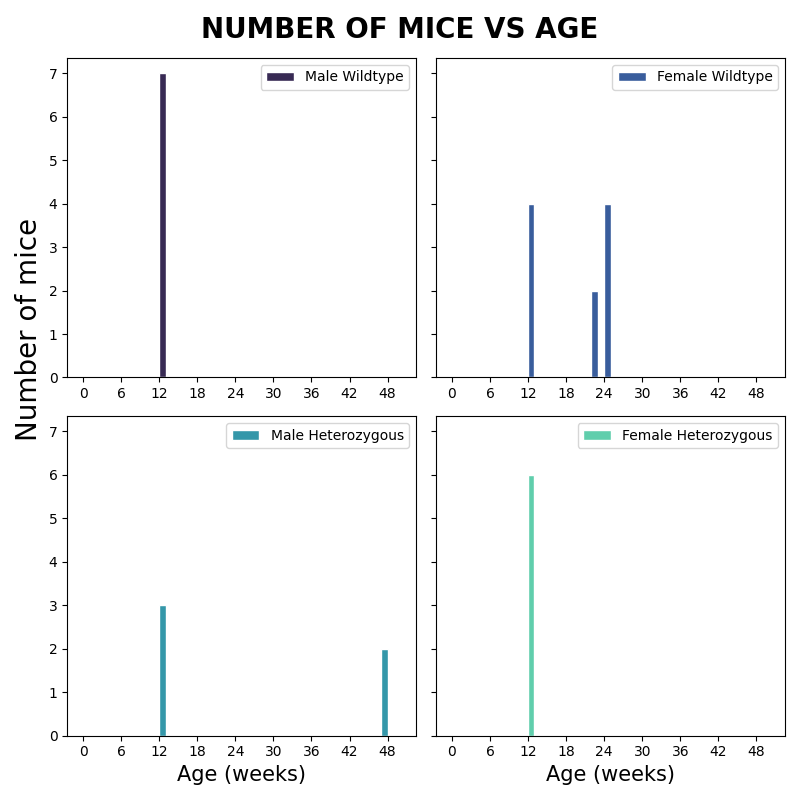 NUMBER OF MICE VS AGE
Number of mice
7
6
5
4
3
2
1
0
Male Wildtype
0 6 12 18 24 30 36 42 48
Female Wildtype
0 6 12 18 24 30 36 42 48
7
6
5
4
3
2
1
0
Male Heterozygous
0 6 12 18 24 30 36 42 48
Age (weeks)
Female Heterozygous
0 6 12 18 24 30 36 42 48
Age (weeks)